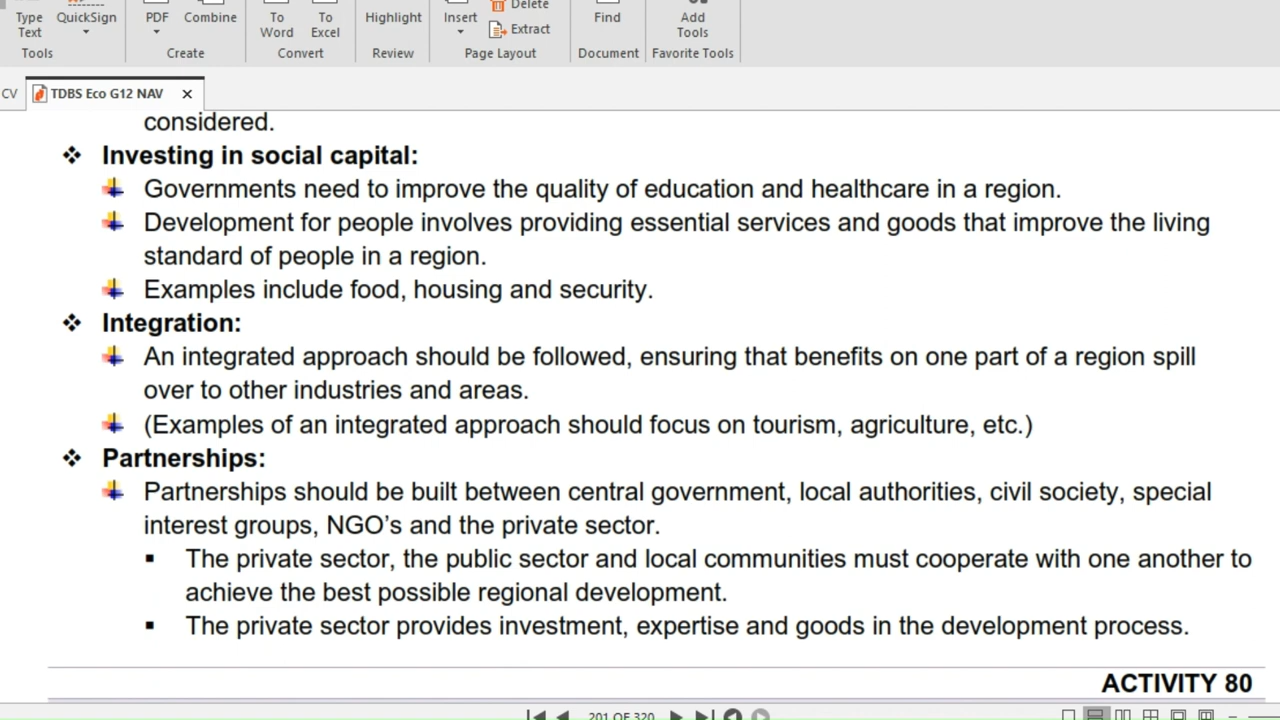 Type
Text
QuickSign
PDF
Combine
To
Word
To
Excel
Highlight
Insert
Delete
Extract
Find
Add
Tools
Tools
Create
Convert
Review
Page Layout
Document
Favorite Tools
CV
TDBS Eco G12 NAV
considered.
Investing in social capital:
Governments need to improve the quality of education and healthcare in a region.
Development for people involves providing essential services and goods that improve the living
standard of people in a region.
Examples include food, housing and security.
Integration:
An integrated approach should be followed, ensuring that benefits on one part of a region spill
over to other industries and areas.
(Examples of an integrated approach should focus on tourism, agriculture, etc.)
Partnerships:
Partnerships should be built between central government, local authorities, civil society, special
interest groups, NGO’s and the private sector.
The private sector, the public sector and local communities must cooperate with one another to
achieve the best possible regional development.
The private sector provides investment, expertise and goods in the development process.
ACTIVITY 80
201 OF 320